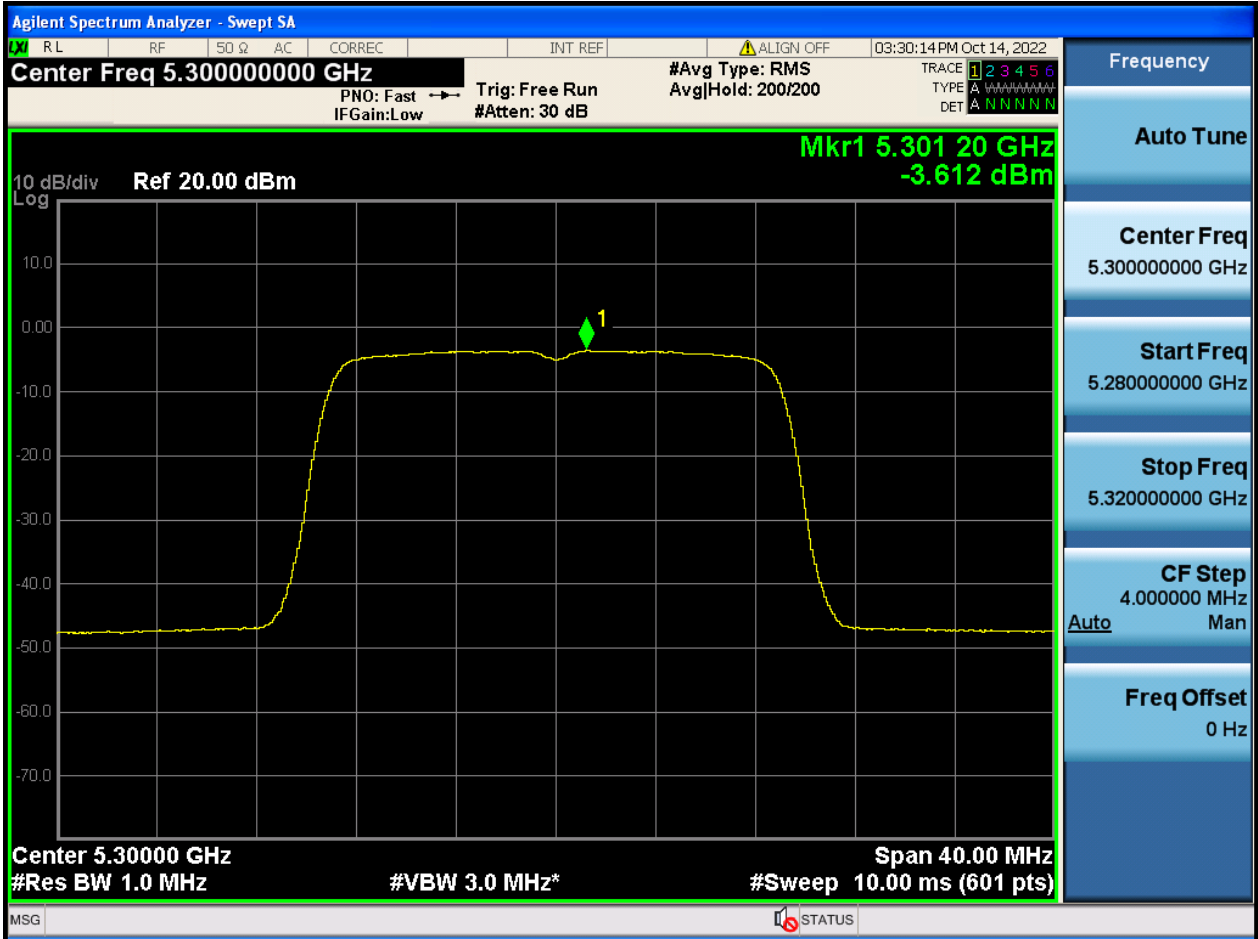 Agilent Spectrum Analyzer - Swept SA
LXI RL RF 50 Ω AC CORREC INT REF ALIGN OFF 03:30:14 PM Oct 14, 2022
Center Freq 5.300000000 GHz
PNO: Fast
IFGain:Low
Trig: Free Run
#Atten: 30 dB
#Avg Type: RMS
Avg|Hold: 200/200
TRACE 1 2 3 4 5 6
TYPE A WWWWW
DET A N N N N N
Mkr1 5.301 20 GHz
-3.612 dBm
10 dB/div Ref 20.00 dBm
Log
10.0
0.00
-10.0
-20.0
-30.0
-40.0
-50.0
-60.0
-70.0
1
Center 5.30000 GHz Span 40.00 MHz
#Res BW 1.0 MHz #VBW 3.0 MHz* #Sweep 10.00 ms (601 pts)
MSG STATUS
Frequency
Auto Tune
Center Freq
5.300000000 GHz
Start Freq
5.280000000 GHz
Stop Freq
5.320000000 GHz
CF Step
4.000000 MHz
Auto Man
Freq Offset
0 Hz